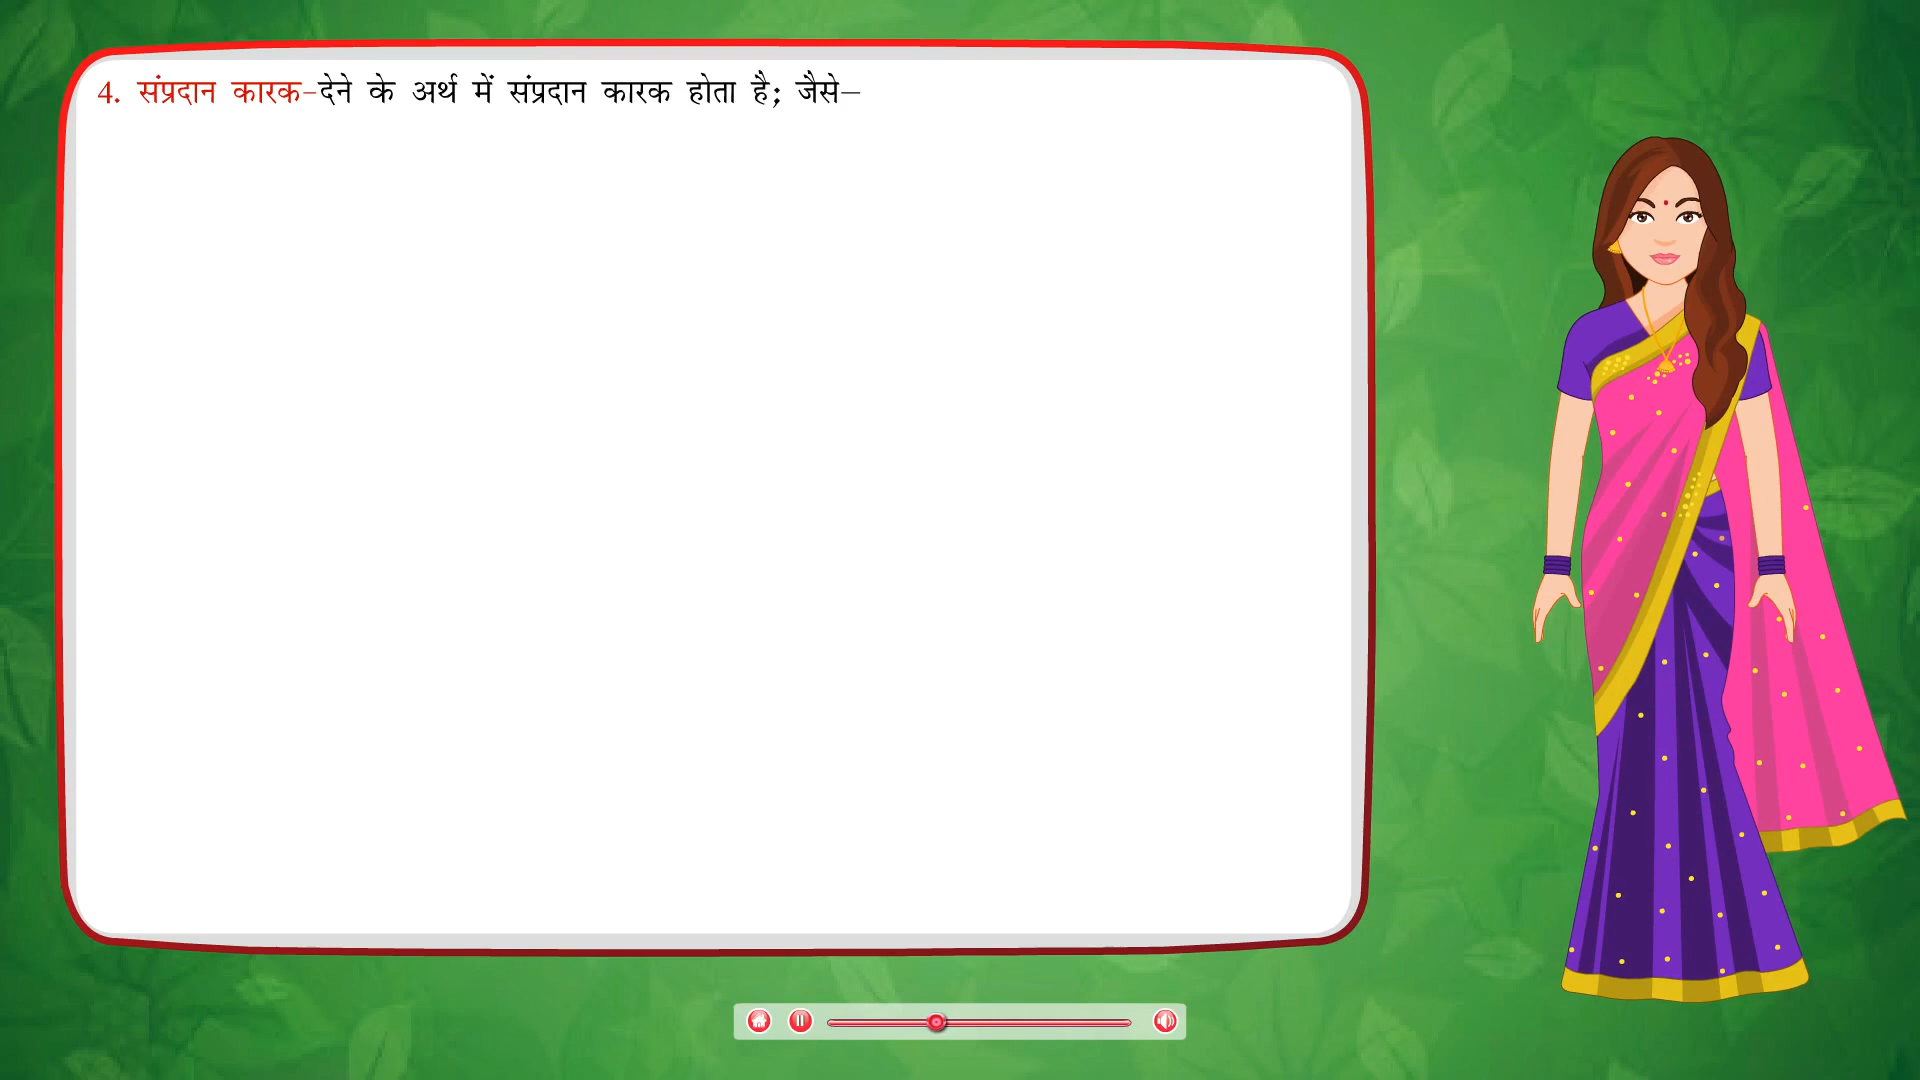 4. संप्रदान कारक-देने के अर्थ में संप्रदान कारक होता है; जैसे–